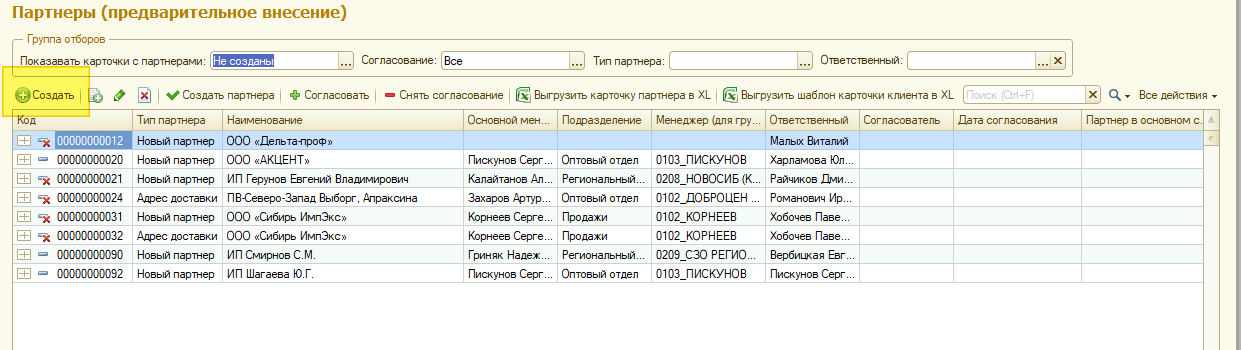 Партнеры (предварительное внесение)
Группа отборов
Показавать карточки с партнерами: Не созданы ... Согласование: Все ... Тип партнера: ... Ответственный: ... ×
Создать Создать партнера Согласовать Снять согласование Выгрузить карточку партнера в XL Выгрузить шаблон карточки клиента в XL Поиск (Ctrl+F) × Все действия
Код Тип партнера Наименование Основной мен... Подразделение Менеджер (для гру... Ответственный Согласователь Дата согласования Партнер в основном с...
00000000012 Новый партнер ООО «Дельта-проф» Малых Виталий
00000000020 Новый партнер ООО «АКЦЕНТ» Пискунов Серг... Оптовый отдел 0103_ПИСКУНОВ Харламова Юл...
00000000021 Новый партнер ИП Герунов Евгений Владимирович Калайтанов Ал... Региональный... 0208_НОВОСИБ (К... Райчиков Дми...
00000000024 Адрес доставки ПВ-Северо-Запад Выборг, Апраксина Захаров Артур... Оптовый отдел 0102_ДОБРОЦЕН ... Романович Ир...
00000000031 Новый партнер ООО «Сибирь ИмпЭкс» Корнеев Серге... Продажи 0102_КОРНЕЕВ Хобочев Паве...
00000000032 Адрес доставки ООО «Сибирь ИмпЭкс» Корнеев Серге... Продажи 0102_КОРНЕЕВ Хобочев Паве...
00000000090 Новый партнер ИП Смирнов С.М. Гриняк Надеж... Региональный... 0209_СЗО РЕГИО... Вербицкая Евг...
00000000092 Новый партнер ИП Шагаева Ю.Г. Пискунов Серг... Оптовый отдел 0103_ПИСКУНОВ Пискунов Серг...